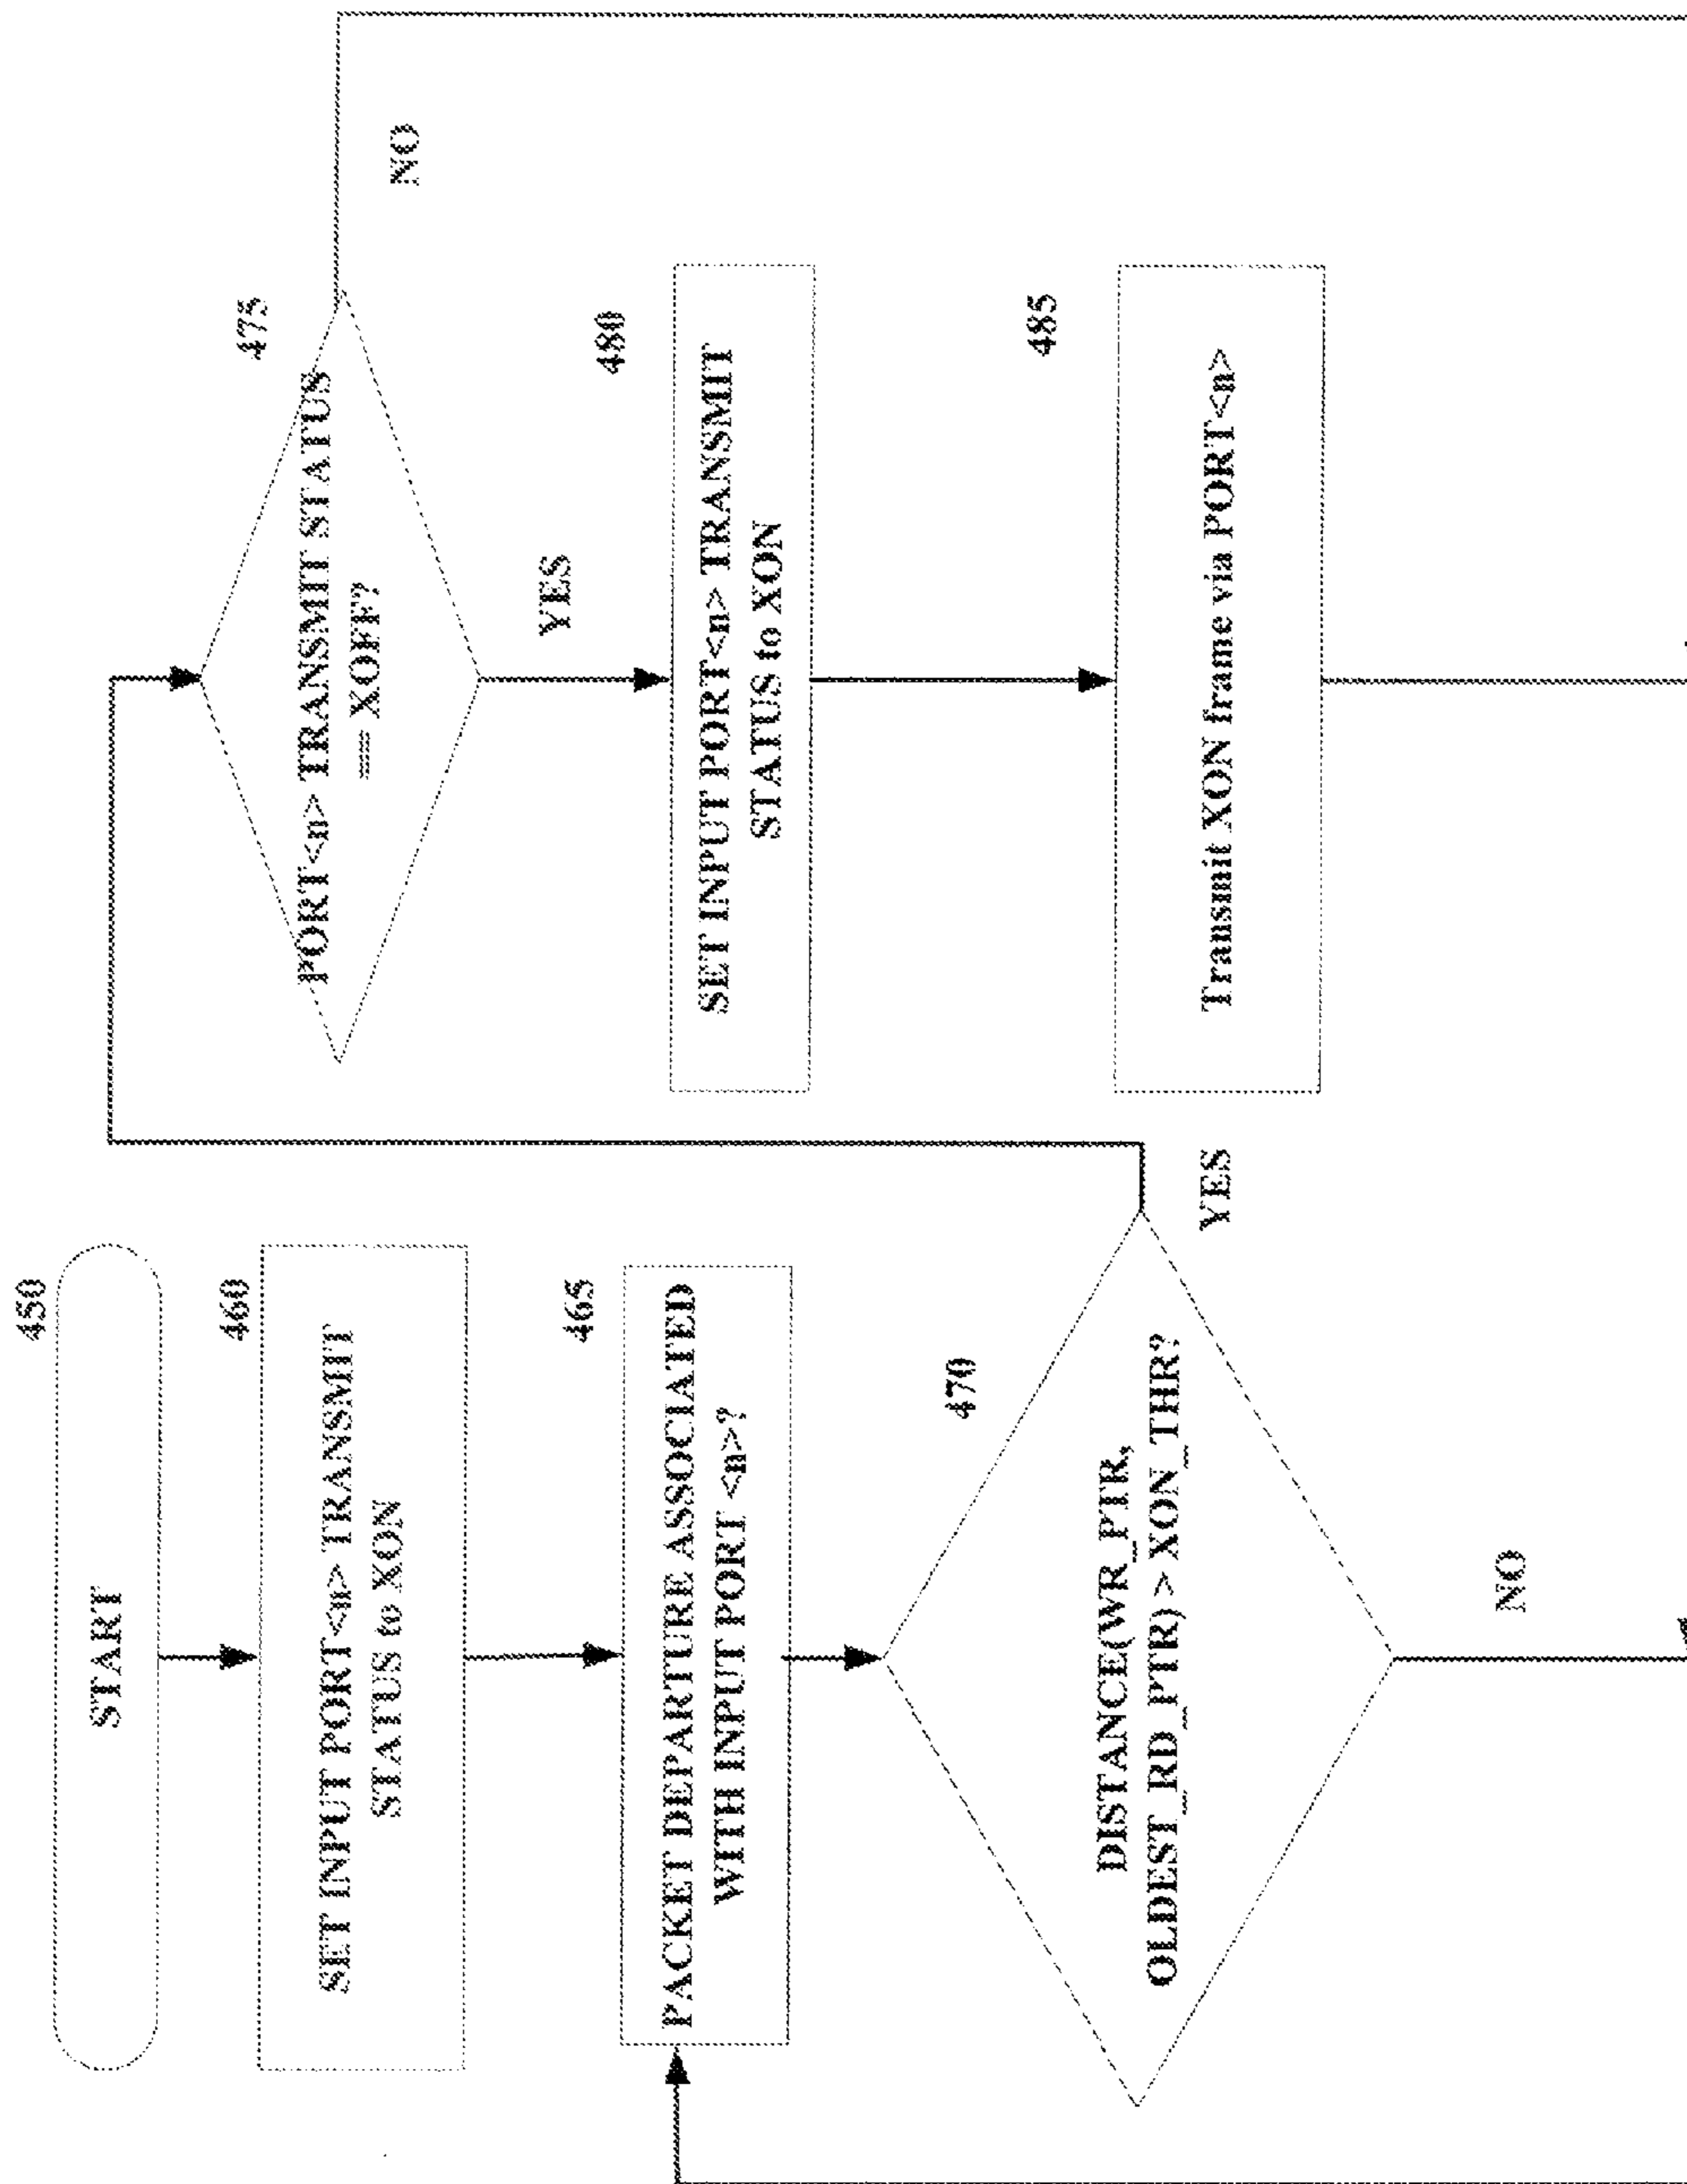 450
START
460
SET INPUT PORT<n> TRANSMIT
STATUS to XON
465
PACKET DEPARTURE ASSOCIATED
WITH INPUT PORT <n>?
470
DISTANCE(WR_PTR,
OLDEST_RD_PTR) > XON_THR?
YES
NO
475
PORT<n> TRANSMIT STATUS
== XOFF?
NO
YES
480
SET INPUT PORT<n> TRANSMIT
STATUS to XON
485
Transmit XON frame via PORT<n>